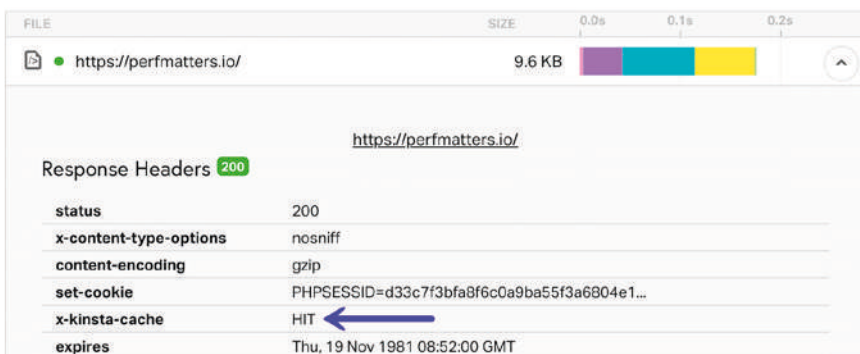 FILE SIZE 0.0s 0.1s 0.2s
https://perfmatters.io/ 9.6 KB
https://perfmatters.io/
Response Headers 200
status 200
x-content-type-options nosniff
content-encoding gzip
set-cookie PHPSESSID=d33c7f3bfa8f6c0a9ba55f3a6804e1...
x-kinsta-cache HIT
expires Thu, 19 Nov 1981 08:52:00 GMT